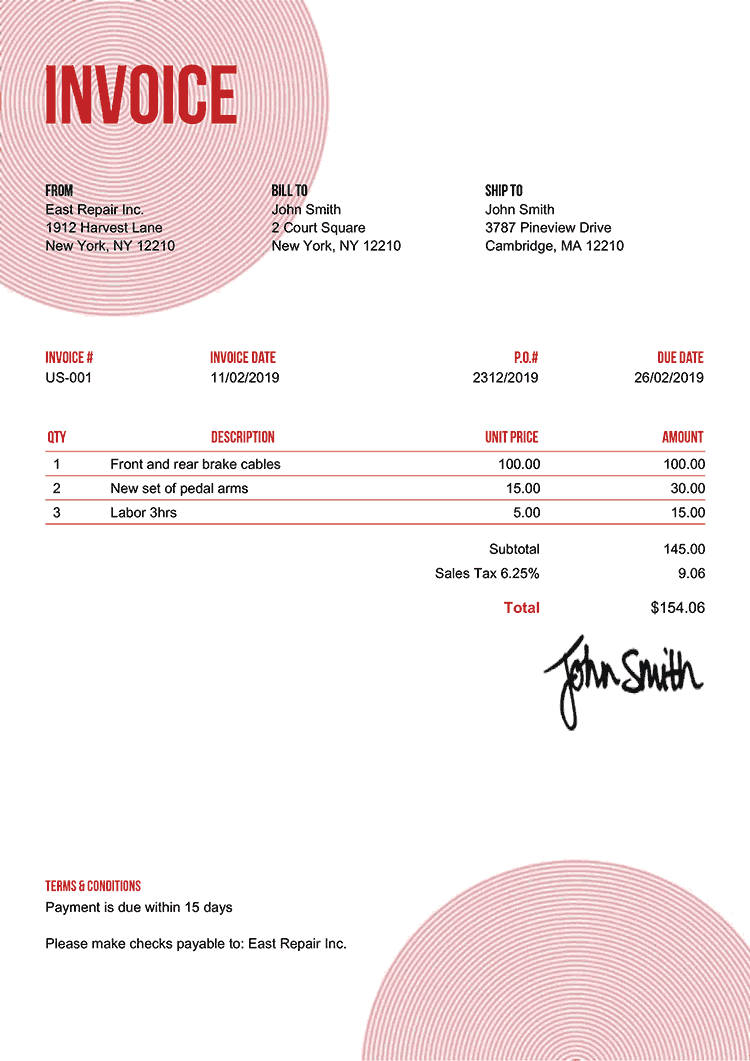 INVOICE
FROM
East Repair Inc.
1912 Harvest Lane
New York, NY 12210
BILL TO
John Smith
2 Court Square
New York, NY 12210
SHIP TO
John Smith
3787 Pineview Drive
Cambridge, MA 12210
INVOICE # INVOICE DATE P.O.# DUE DATE
US-001 11/02/2019 2312/2019 26/02/2019
QTY DESCRIPTION UNIT PRICE AMOUNT
1 Front and rear brake cables 100.00 100.00
2 New set of pedal arms 15.00 30.00
3 Labor 3hrs 5.00 15.00
Subtotal 145.00
Sales Tax 6.25% 9.06
Total $154.06
John Smith
TERMS & CONDITIONS
Payment is due within 15 days
Please make checks payable to: East Repair Inc.